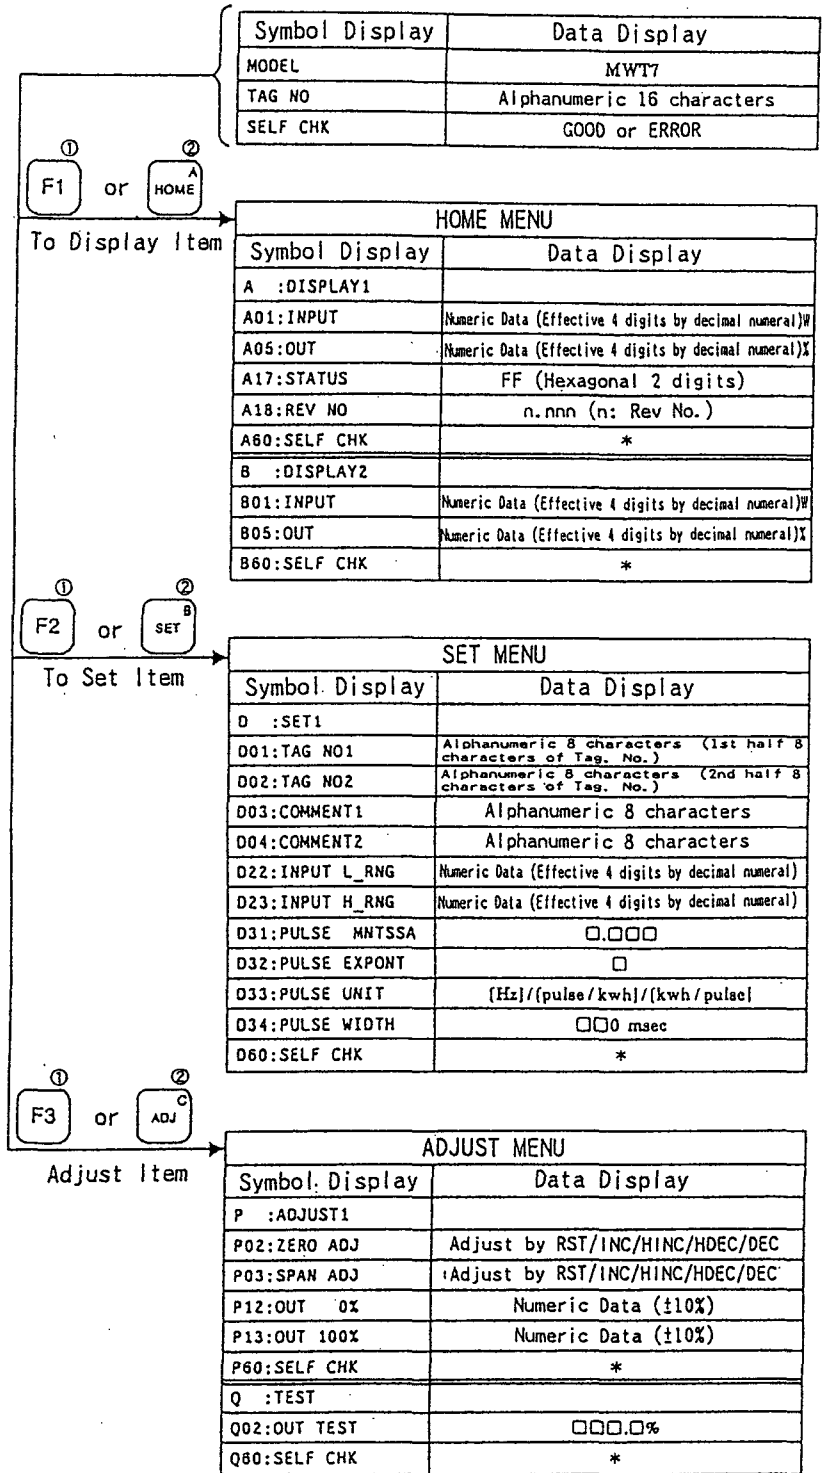 Symbol Display Data Display
MODEL MWT7
TAG NO Alphanumeric 16 characters
SELF CHK GOOD or ERROR
① ②
F1 or HOME A
To Display Item
HOME MENU
Symbol Display Data Display
A :DISPLAY1
A01:INPUT Numeric Data (Effective 4 digits by decimal numeral)W
A05:OUT Numeric Data (Effective 4 digits by decimal numeral)%
A17:STATUS FF (Hexagonal 2 digits)
A18:REV NO n.nnn (n: Rev No.)
A60:SELF CHK *
B :DISPLAY2
B01:INPUT Numeric Data (Effective 4 digits by decimal numeral)W
B05:OUT Numeric Data (Effective 4 digits by decimal numeral)%
B60:SELF CHK *
① ②
F2 or SET B
To Set Item
SET MENU
Symbol Display Data Display
D :SET1
D01:TAG NO1 Alphanumeric 8 characters (1st half 8
characters of Tag. No.)
D02:TAG NO2 Alphanumeric 8 characters (2nd half 8
characters of Tag. No.)
D03:COMMENT1 Alphanumeric 8 characters
D04:COMMENT2 Alphanumeric 8 characters
D22:INPUT L_RNG Numeric Data (Effective 4 digits by decimal numeral)
D23:INPUT H_RNG Numeric Data (Effective 4 digits by decimal numeral)
D31:PULSE MNTSSA □.□□□
D32:PULSE EXPONT □
D33:PULSE UNIT [Hz]/[pulse/kwh]/[kwh/pulse]
D34:PULSE WIDTH □□0 msec
D60:SELF CHK *
① ②
F3 or ADJ C
Adjust Item
ADJUST MENU
Symbol Display Data Display
P :ADJUST1
P02:ZERO ADJ Adjust by RST/INC/HINC/HDEC/DEC
P03:SPAN ADJ Adjust by RST/INC/HINC/HDEC/DEC
P12:OUT 0% Numeric Data (±10%)
P13:OUT 100% Numeric Data (±10%)
P60:SELF CHK *
Q :TEST
Q02:OUT TEST □□□.□%
Q60:SELF CHK *